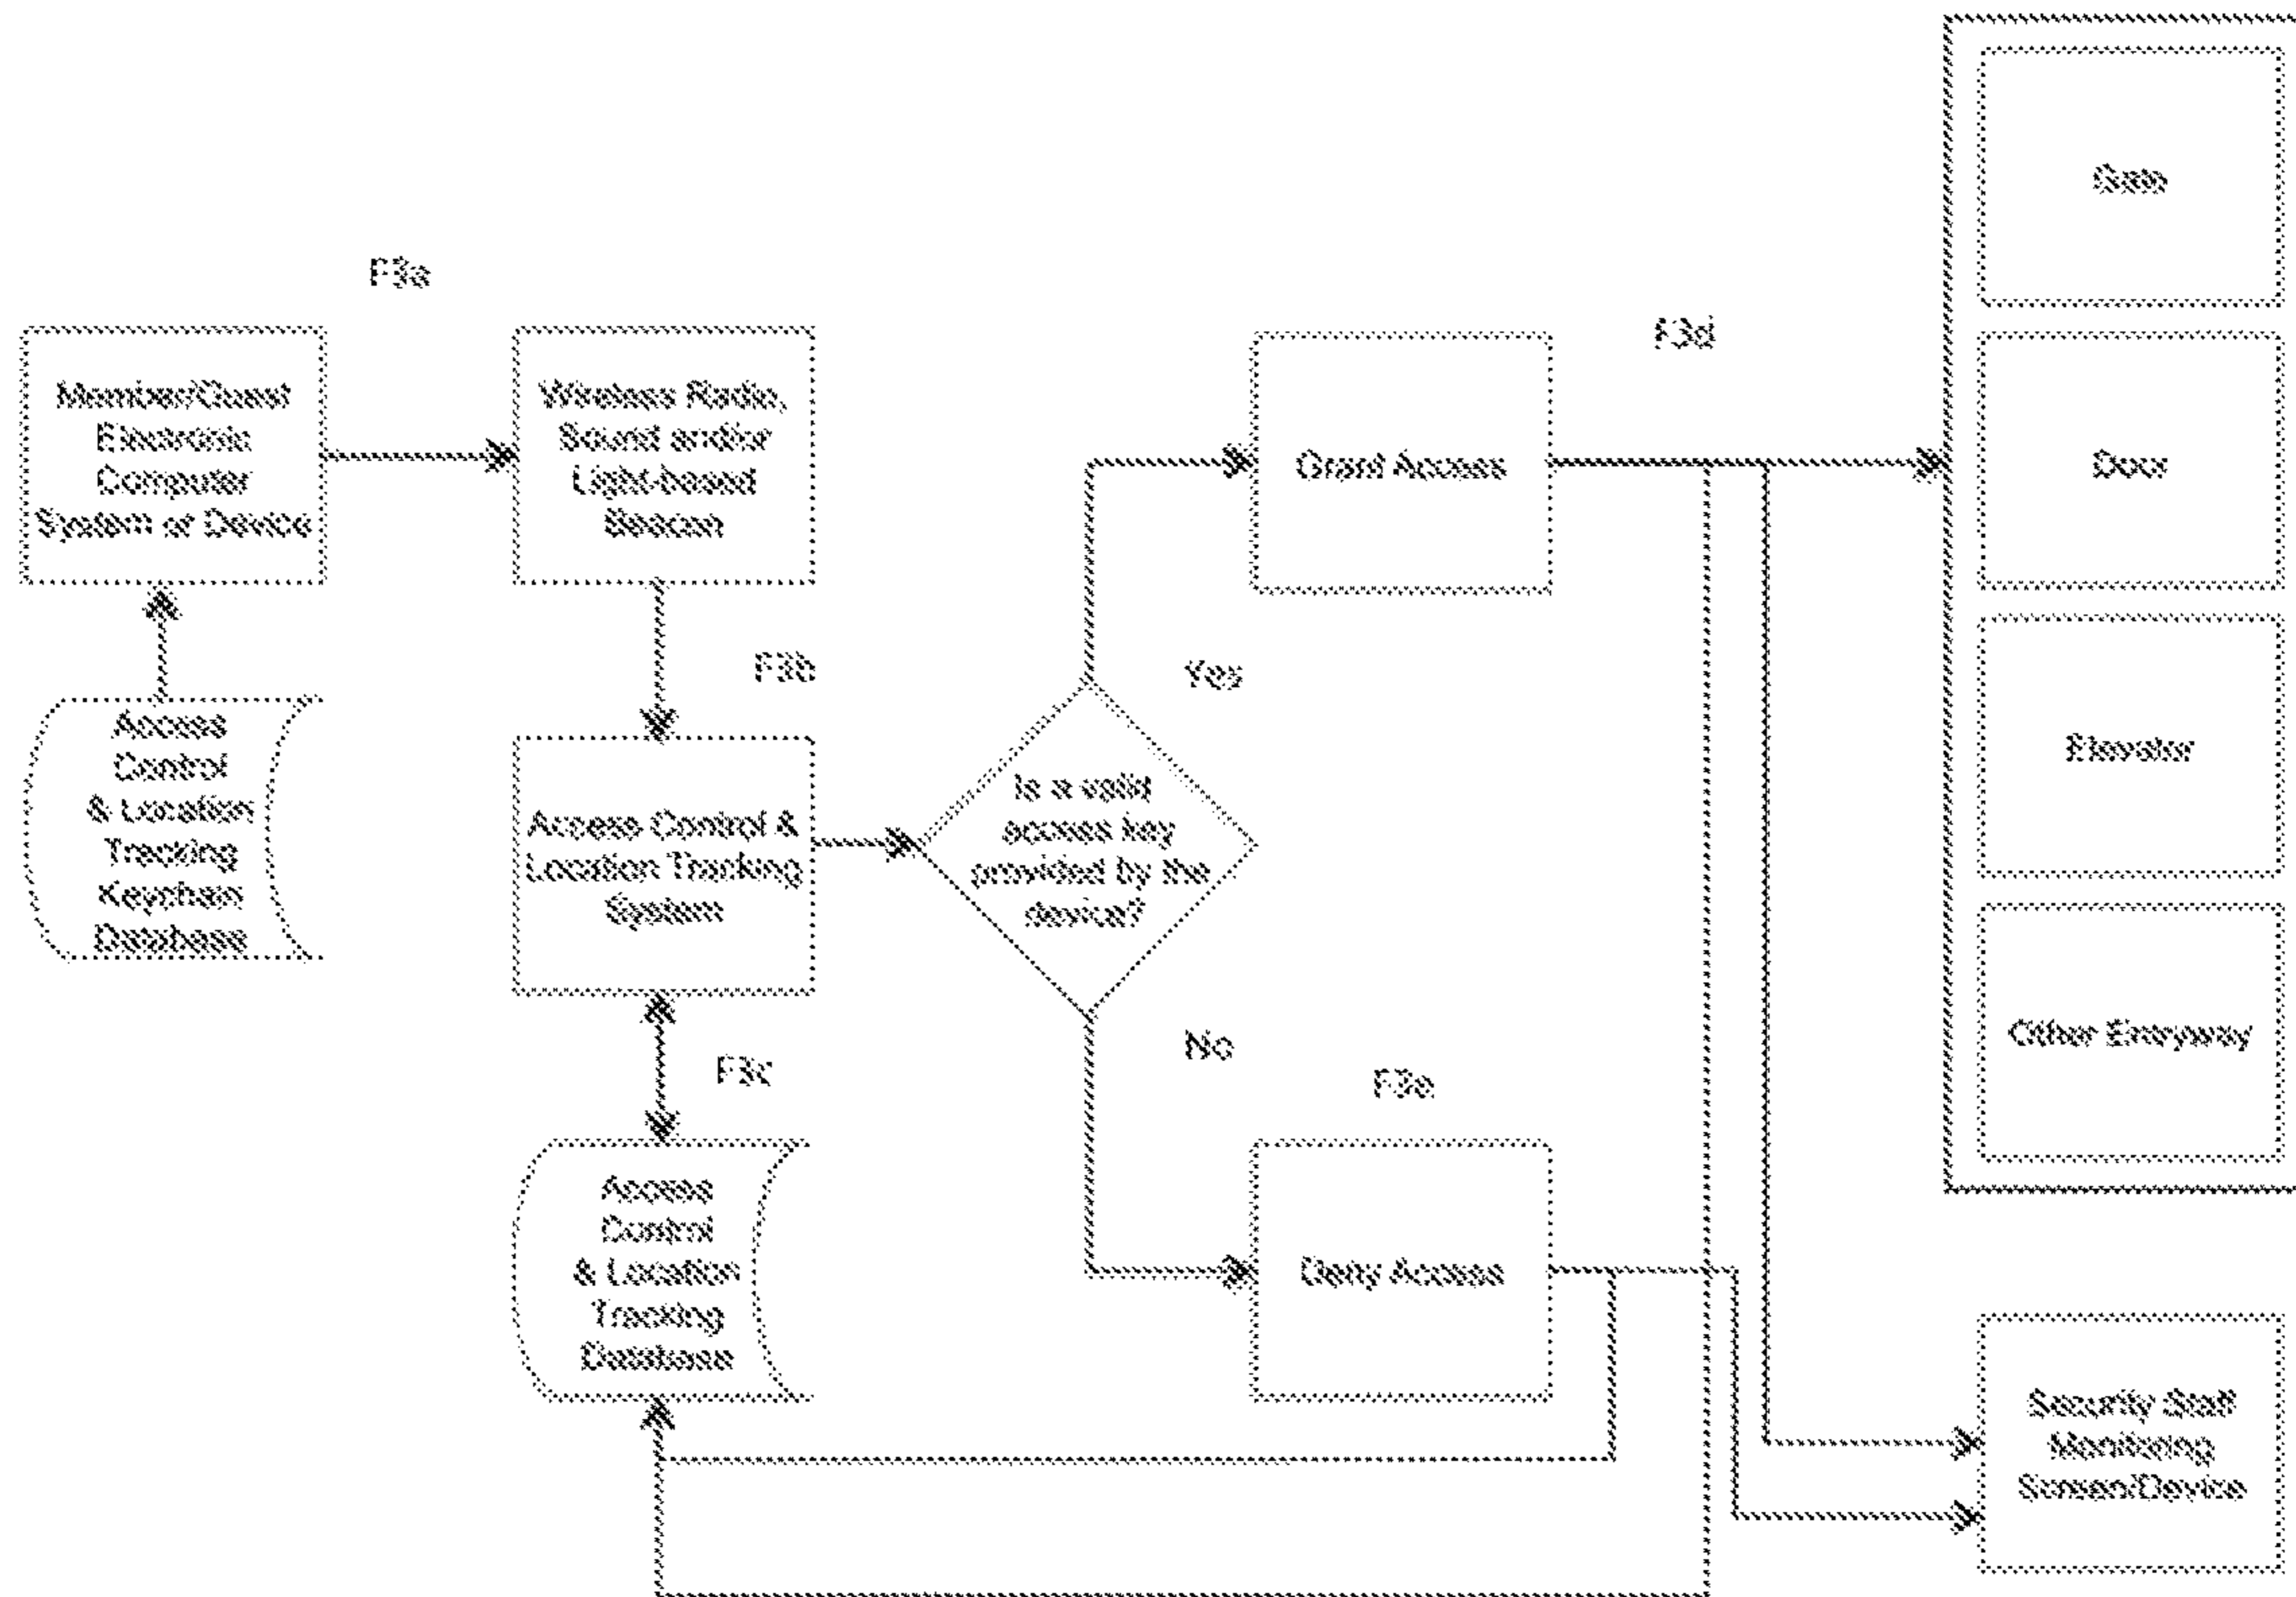 F3a
Member/Guest
Electronic
Computer
System or Device
Wireless Radio,
Sound and/or
Light-based
Beacon
Access
Control
& Location
Tracking
Keychain
Database
F3b
Access Control &
Location Tracking
System
F3c
Access
Control
& Location
Tracking
Database
Is a valid
access key
provided by the
device?
Yes
Grant Access
F3d
No
F3e
Deny Access
Gate
Door
Elevator
Other Entryway
Security Staff
Monitoring
Screen/Device